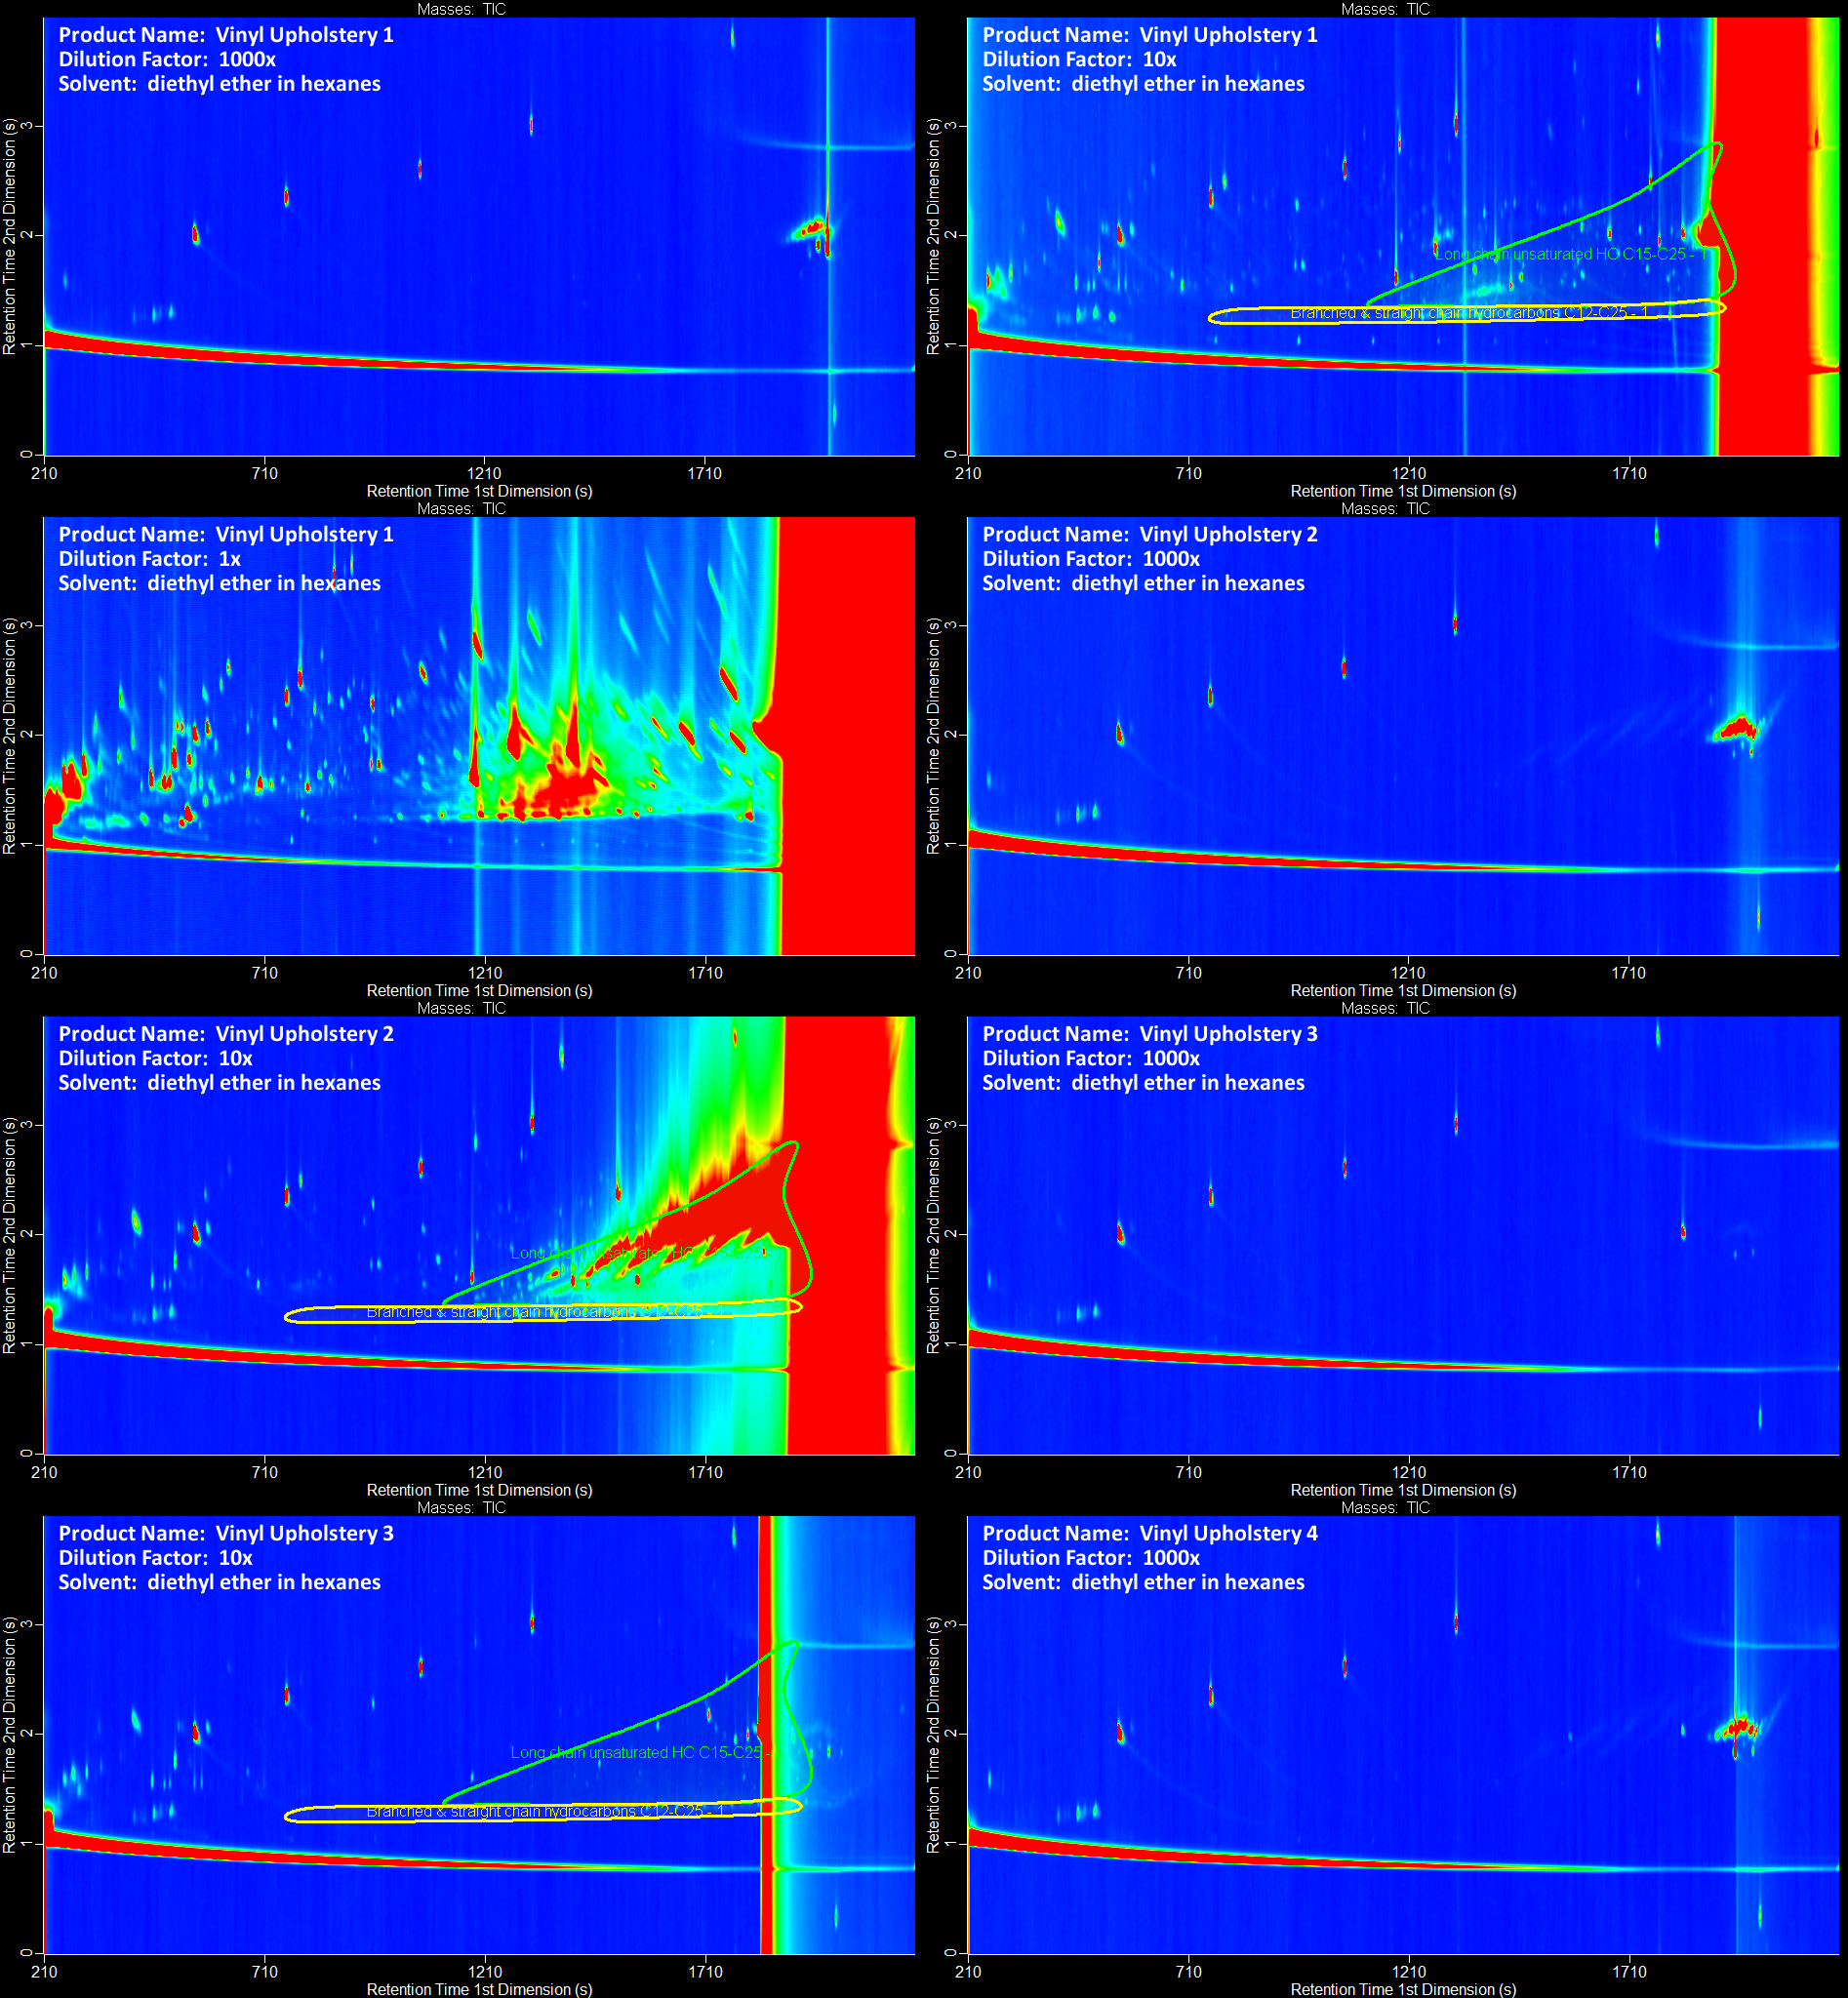 Masses: TIC
Product Name: Vinyl Upholstery 1
Dilution Factor: 1000x
Solvent: diethyl ether in hexanes
Retention Time 2nd Dimension (s)
3
2
1
0
210 710 1210 1710
Retention Time 1st Dimension (s)
Masses: TIC
Product Name: Vinyl Upholstery 1
Dilution Factor: 10x
Solvent: diethyl ether in hexanes
Retention Time 2nd Dimension (s)
3
2
Long chain unsaturated HC C15-C25 - 1
Branched & straight chain hydrocarbons C12-C25 - 1
1
0
210 710 1210 1710
Retention Time 1st Dimension (s)
Masses: TIC
Product Name: Vinyl Upholstery 1
Dilution Factor: 1x
Solvent: diethyl ether in hexanes
Retention Time 2nd Dimension (s)
3
2
1
0
210 710 1210 1710
Retention Time 1st Dimension (s)
Masses: TIC
Product Name: Vinyl Upholstery 2
Dilution Factor: 1000x
Solvent: diethyl ether in hexanes
Retention Time 2nd Dimension (s)
3
2
1
0
210 710 1210 1710
Retention Time 1st Dimension (s)
Masses: TIC
Product Name: Vinyl Upholstery 2
Dilution Factor: 10x
Solvent: diethyl ether in hexanes
Retention Time 2nd Dimension (s)
3
2
Long chain unsaturated HC C15-C25
Branched & straight chain hydrocarbons C12-C25 - 1
1
0
210 710 1210 1710
Retention Time 1st Dimension (s)
Masses: TIC
Product Name: Vinyl Upholstery 3
Dilution Factor: 1000x
Solvent: diethyl ether in hexanes
Retention Time 2nd Dimension (s)
3
2
1
0
210 710 1210 1710
Retention Time 1st Dimension (s)
Masses: TIC
Product Name: Vinyl Upholstery 3
Dilution Factor: 10x
Solvent: diethyl ether in hexanes
Retention Time 2nd Dimension (s)
3
2
Long chain unsaturated HC C15-C25 -
Branched & straight chain hydrocarbons C12-C25 - 1
1
0
210 710 1210 1710
Retention Time 1st Dimension (s)
Masses: TIC
Product Name: Vinyl Upholstery 4
Dilution Factor: 1000x
Solvent: diethyl ether in hexanes
Retention Time 2nd Dimension (s)
3
2
1
0
210 710 1210 1710
Retention Time 1st Dimension (s)